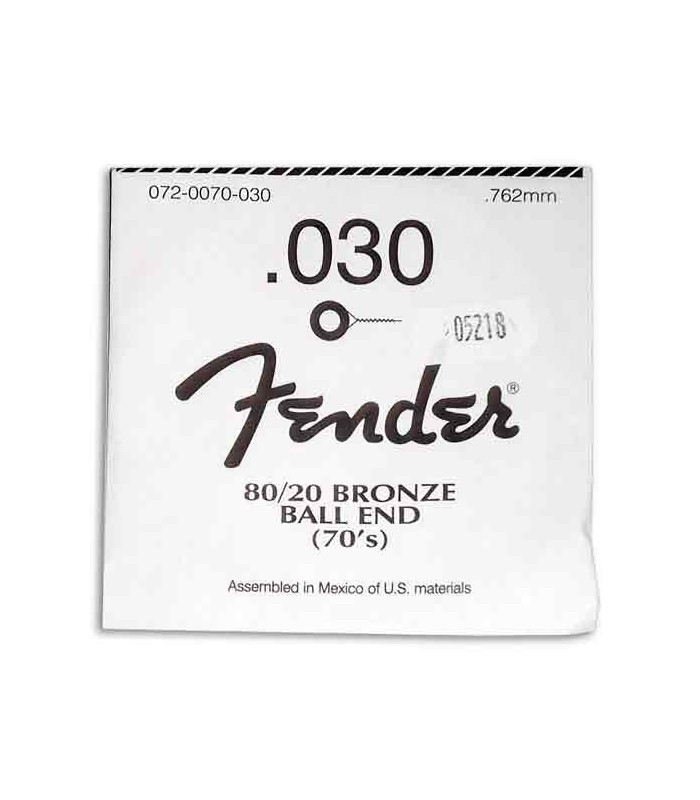 072-0070-030 .762mm
.030
05218
Fender®
80/20 BRONZE
BALL END
(70's)
Assembled in Mexico of U.S. materials